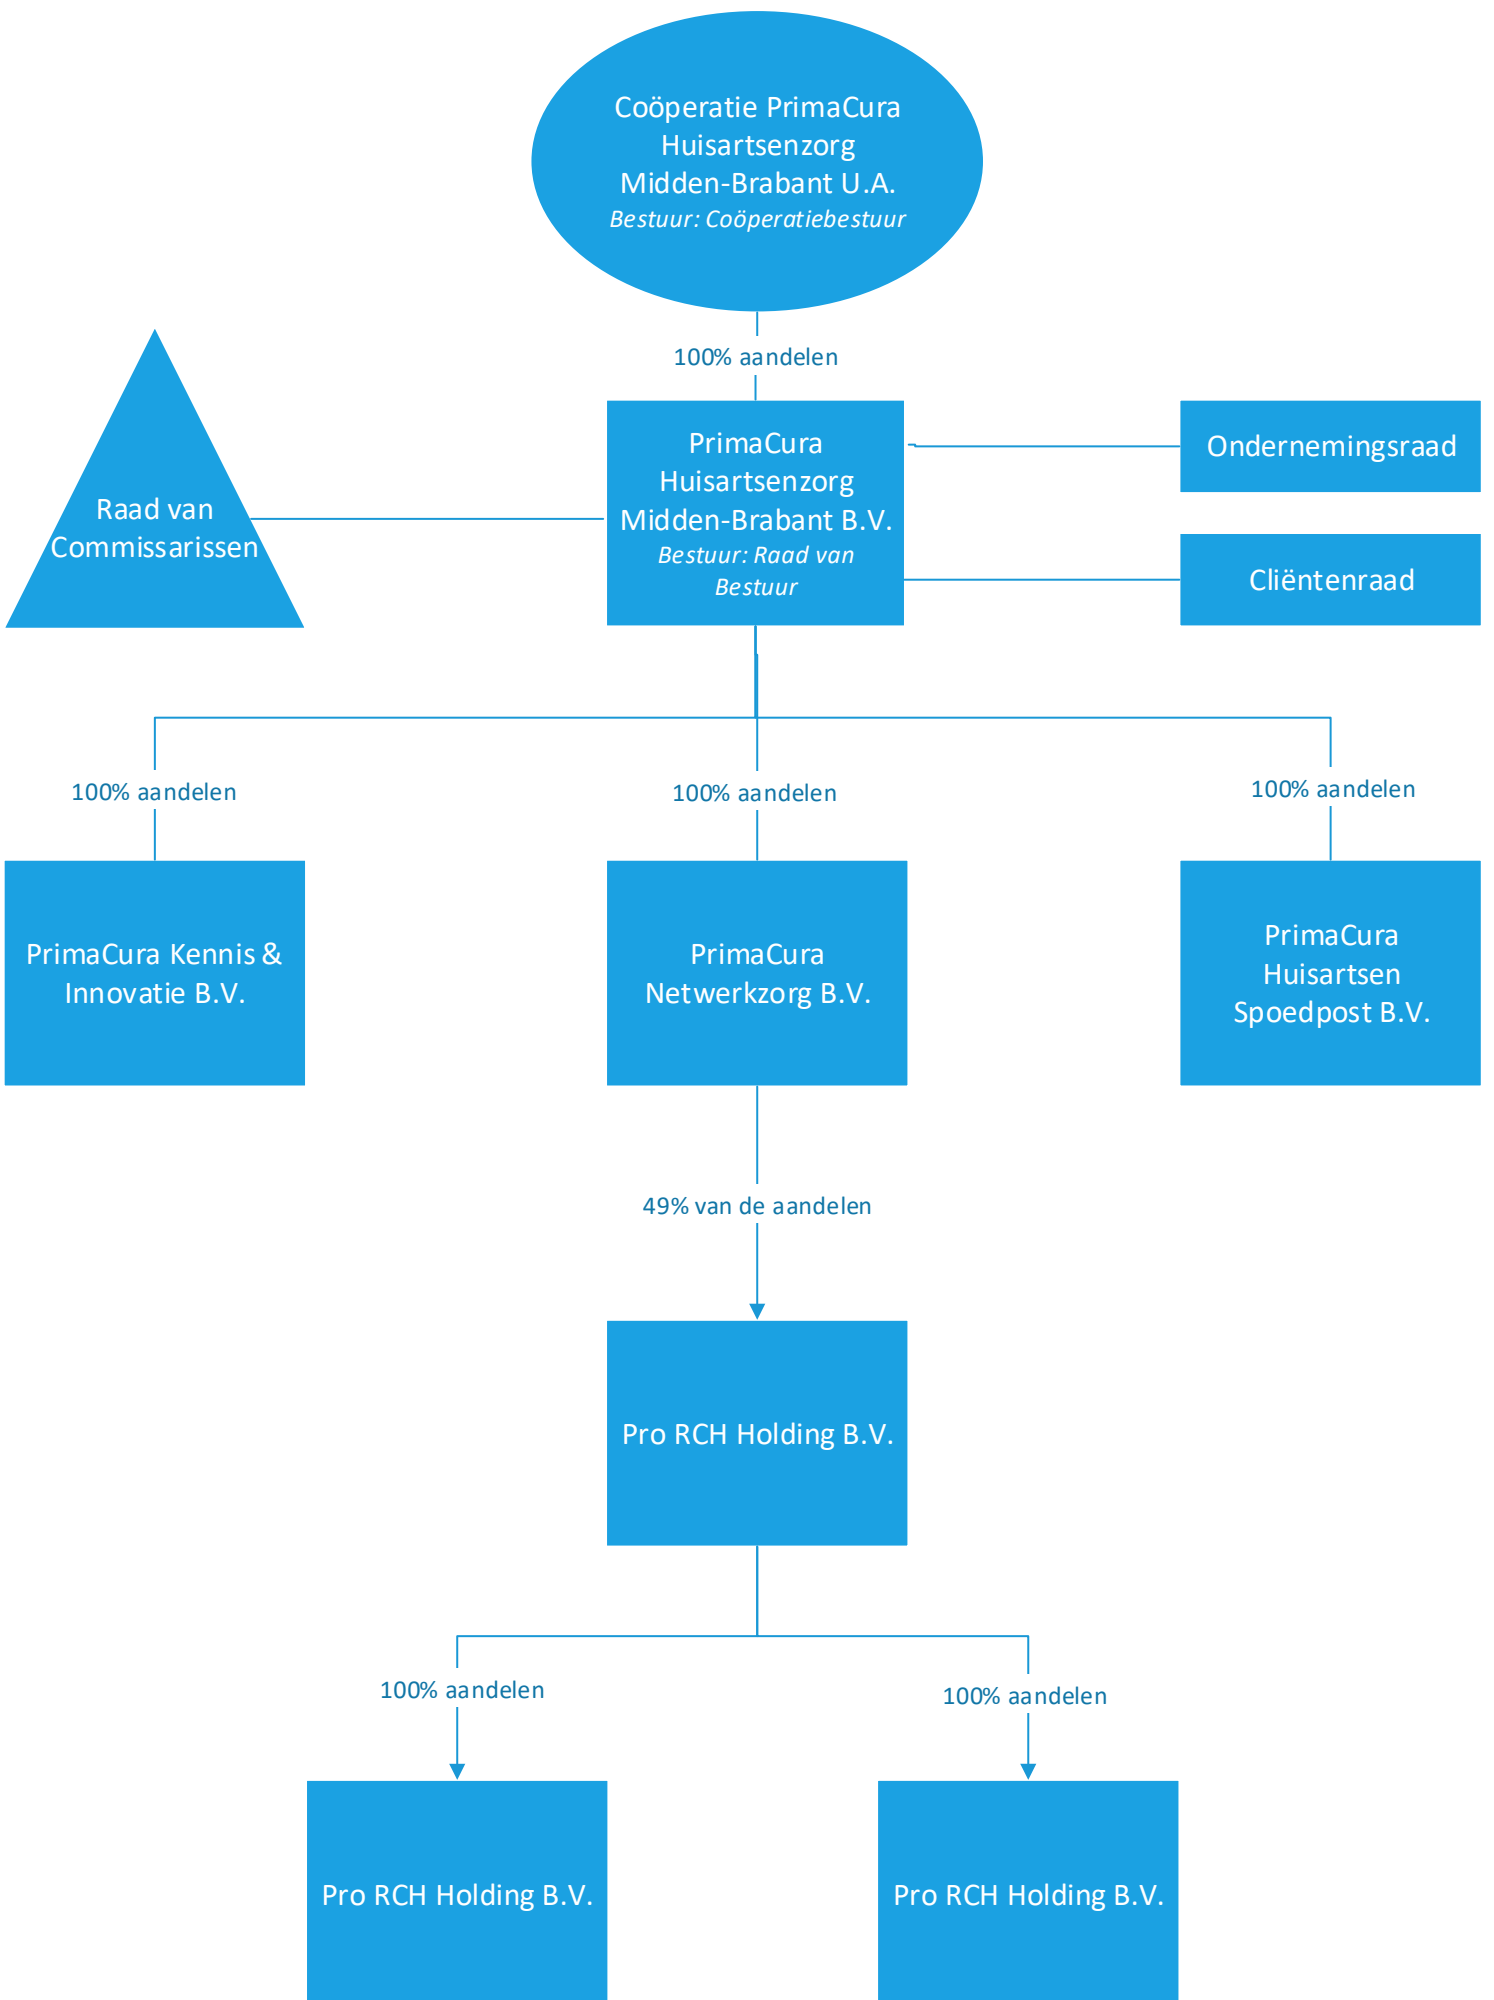 Coöperatie PrimaCura
Huisartsenzorg
Midden-Brabant U.A.
Bestuur: Coöperatiebestuur
100% aandelen
Raad van
Commissarissen
PrimaCura
Huisartsenzorg
Midden-Brabant B.V.
Bestuur: Raad van
Bestuur
Ondernemingsraad
Cliëntenraad
100% aandelen
100% aandelen
100% aandelen
PrimaCura Kennis &
Innovatie B.V.
PrimaCura
Netwerkzorg B.V.
PrimaCura
Huisartsen
Spoedpost B.V.
49% van de aandelen
Pro RCH Holding B.V.
100% aandelen
100% aandelen
Pro RCH Holding B.V.
Pro RCH Holding B.V.